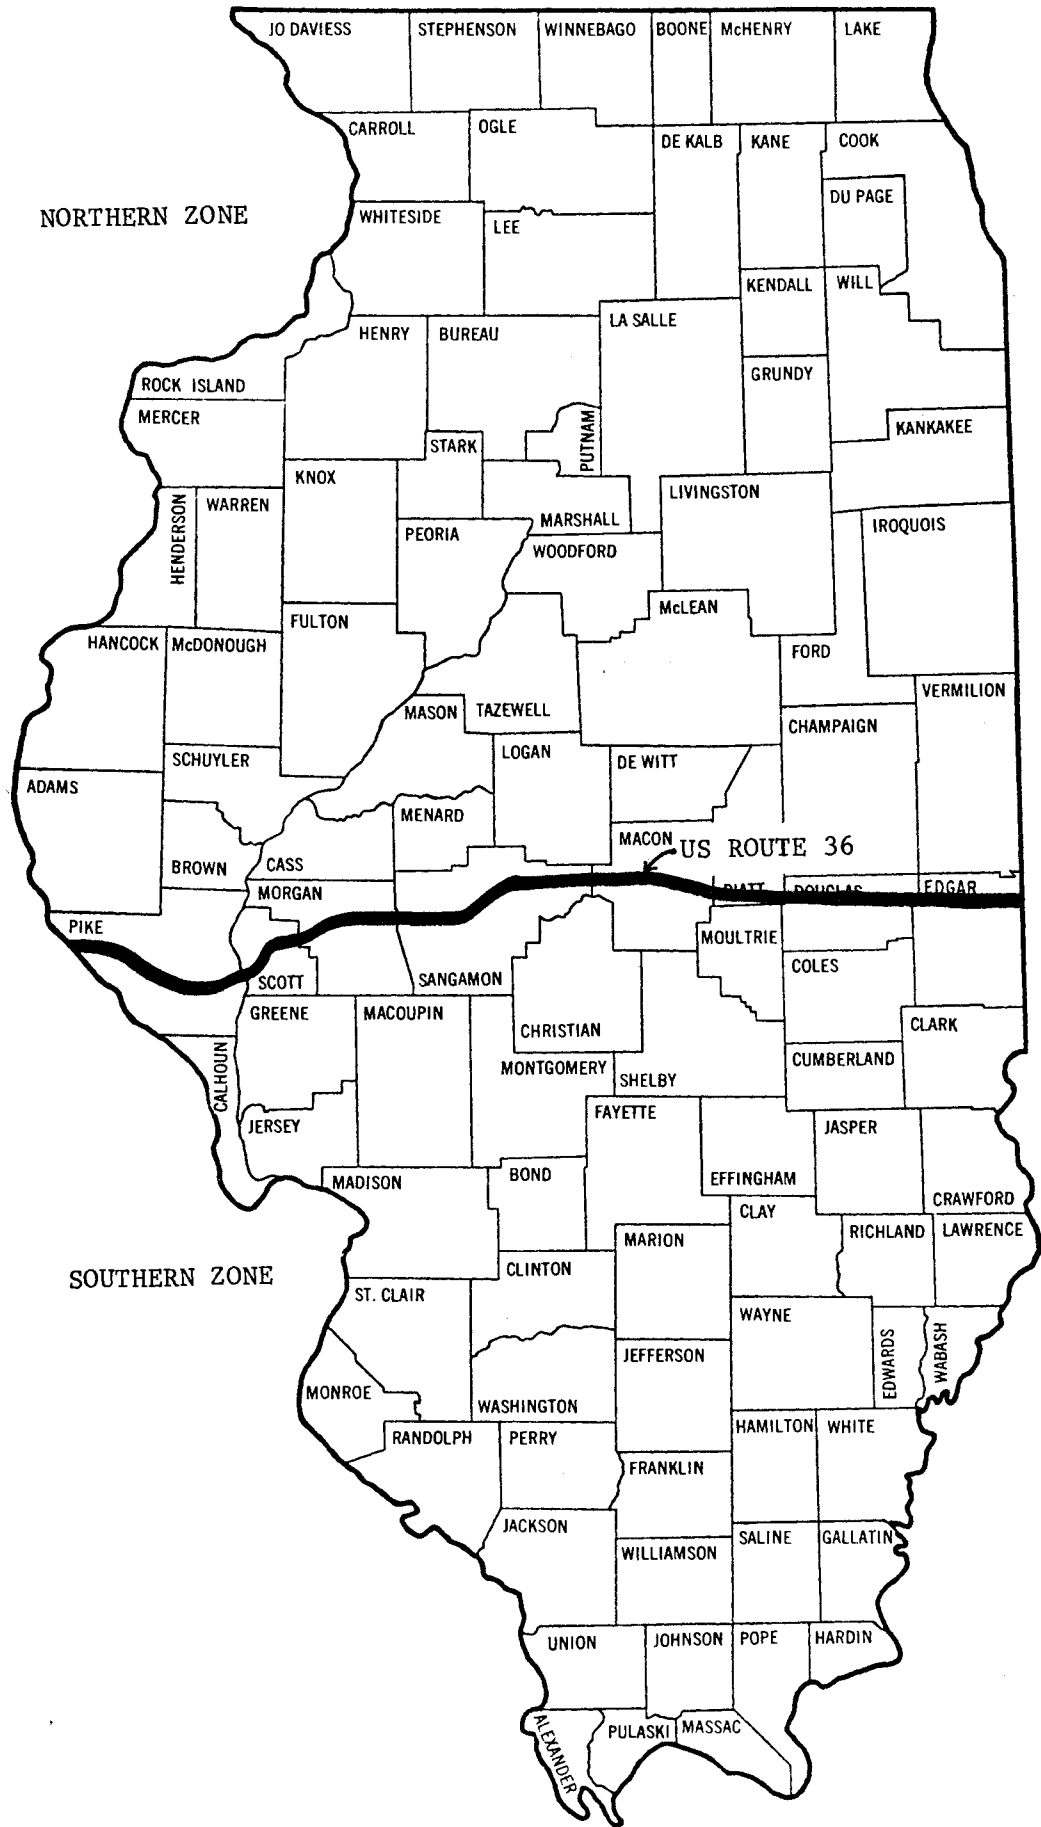 JO DAVIESS
STEPHENSON
WINNEBAGO
BOONE
McHENRY
LAKE
CARROLL
OGLE
DE KALB
KANE
COOK
DU PAGE
NORTHERN ZONE
WHITESIDE
LEE
KENDALL
WILL
HENRY
BUREAU
LA SALLE
GRUNDY
ROCK ISLAND
MERCER
PUTNAM
KANKAKEE
STARK
KNOX
HENDERSON
WARREN
LIVINGSTON
PEORIA
MARSHALL
IROQUOIS
WOODFORD
McLEAN
FULTON
HANCOCK
McDONOUGH
FORD
VERMILION
MASON
TAZEWELL
CHAMPAIGN
SCHUYLER
LOGAN
DE WITT
ADAMS
MENARD
MACON
US ROUTE 36
BROWN
CASS
MORGAN
PIATT
DOUGLAS
EDGAR
PIKE
MOULTRIE
COLES
SCOTT
SANGAMON
GREENE
MACOUPIN
CHRISTIAN
CLARK
CALHOUN
MONTGOMERY
SHELBY
CUMBERLAND
JERSEY
FAYETTE
JASPER
MADISON
BOND
EFFINGHAM
CRAWFORD
CLAY
MARION
RICHLAND
LAWRENCE
SOUTHERN ZONE
CLINTON
ST. CLAIR
WAYNE
EDWARDS
WABASH
JEFFERSON
MONROE
WASHINGTON
RANDOLPH
PERRY
HAMILTON
WHITE
FRANKLIN
JACKSON
WILLIAMSON
SALINE
GALLATIN
UNION
JOHNSON
POPE
HARDIN
ALEXANDER
PULASKI
MASSAC